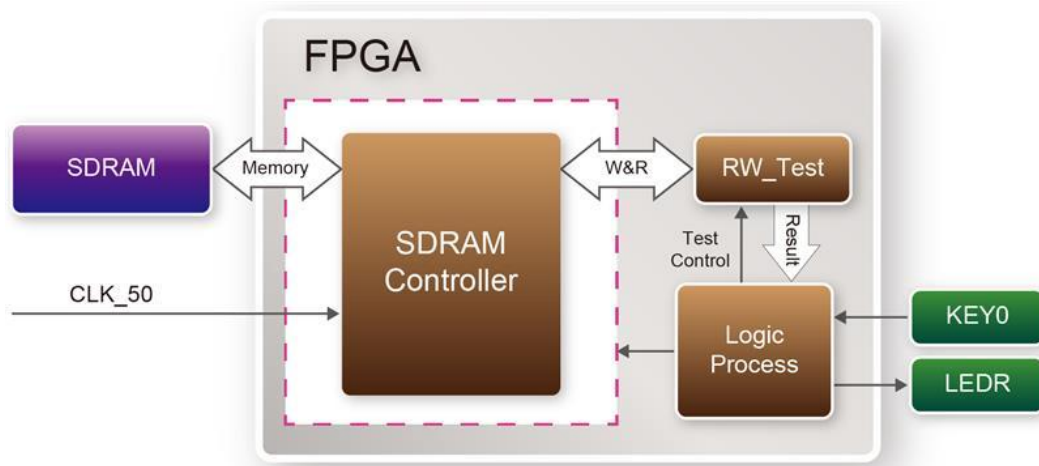 FPGA
SDRAM
Memory
SDRAM
Controller
W&R
RW_Test
Test
Control
Result
CLK_50
Logic
Process
KEY0
LEDR